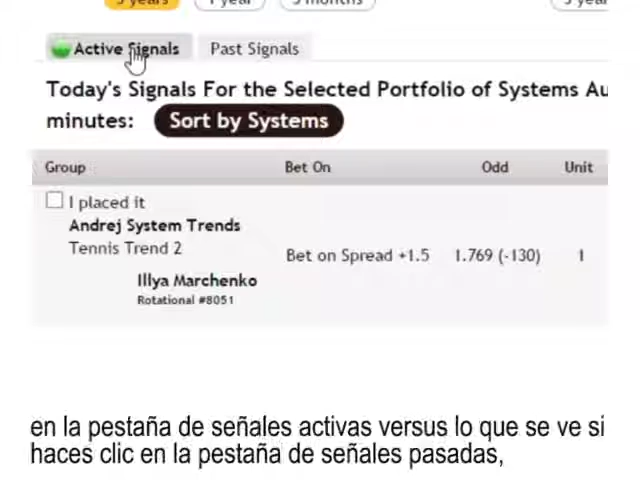 Active Signals Past Signals
Today's Signals For the Selected Portfolio of Systems Au
minutes: Sort by Systems
Group Bet On Odd Unit
I placed it
Andrej System Trends
Tennis Trend 2
Bet on Spread +1.5 1.769 (-130) 1
Illya Marchenko
Rotational #8051
en la pestaña de señales activas versus lo que se ve si
haces clic en la pestaña de señales pasadas,